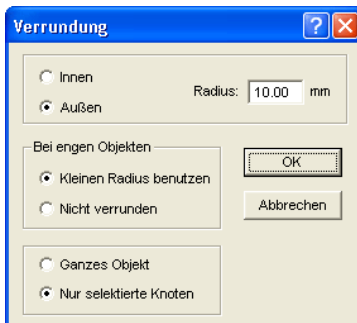 Verrundung
Innen
Radius: 10.00 mm
Außen
Bei engen Objekten
Kleinen Radius benutzen
OK
Nicht verrunden
Abbrechen
Ganzes Objekt
Nur selektierte Knoten